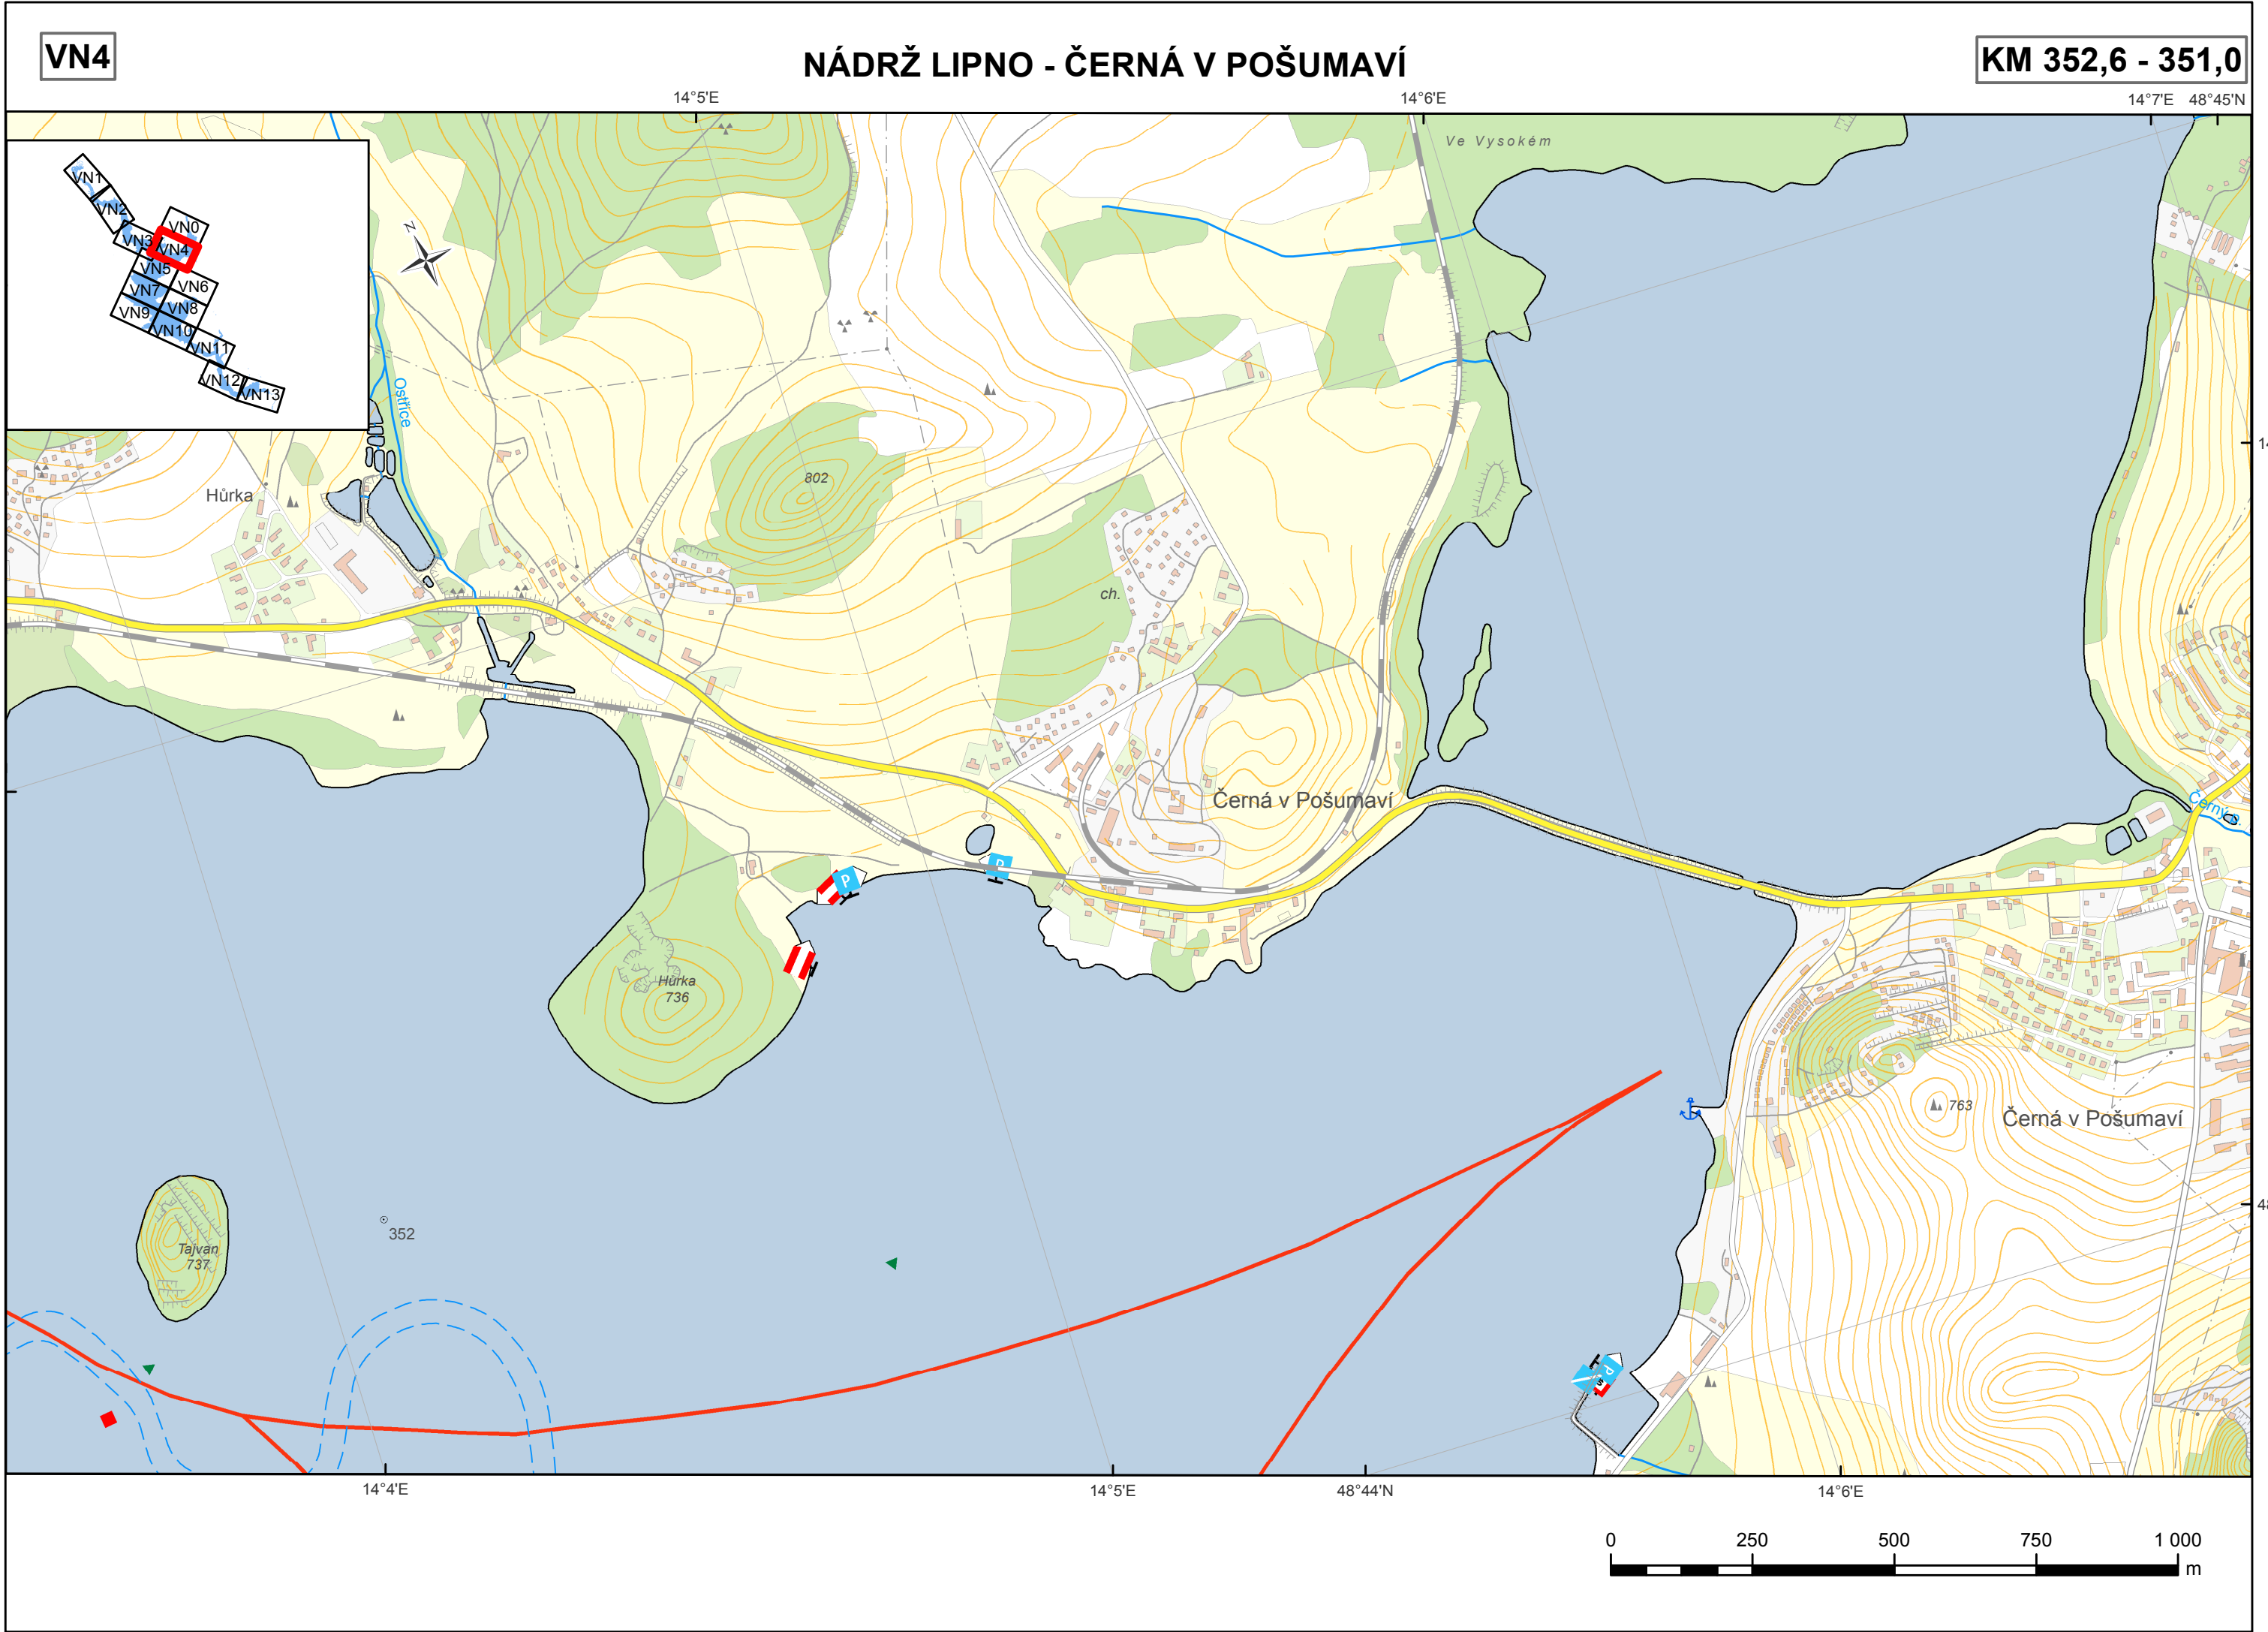 VN4
NÁDRŽ LIPNO - ČERNÁ V POŠUMAVÍ
KM 352,6 - 351,0
14°5'E
14°6'E
14°7'E
48°45'N
Ve Vysokém
VN1
VN2
VN0
VN3
VN4
VN5
VN6
VN7
VN8
VN9
VN10
VN11
VN12
VN13
N
Ostřice
Hůrka
802
ch.
Černá v Pošumaví
Černý p.
P
P
Hůrka
736
763
Černá v Pošumaví
352
Tajvan
737
P
14°4'E
14°5'E
48°44'N
14°6'E
0
250
500
750
1 000
m